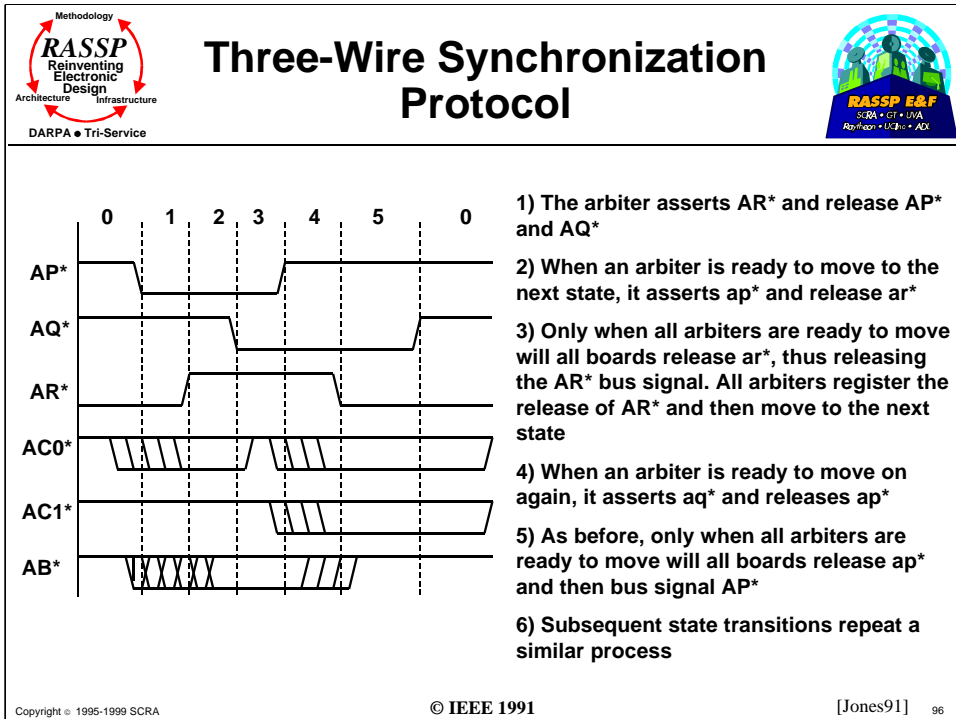 Methodology
RASSP
Reinventing
Electronic
Design
Architecture Infrastructure
DARPA ● Tri-Service
Three-Wire Synchronization
Protocol
RASSP E&F
SCRA • GT • UVA
Raytheon • UCinc • ADL
0 1 2 3 4 5 0
AP*
AQ*
AR*
AC0*
AC1*
AB*
1) The arbiter asserts AR* and release AP*
and AQ*
2) When an arbiter is ready to move to the
next state, it asserts ap* and release ar*
3) Only when all arbiters are ready to move
will all boards release ar*, thus releasing
the AR* bus signal. All arbiters register the
release of AR* and then move to the next
state
4) When an arbiter is ready to move on
again, it asserts aq* and releases ap*
5) As before, only when all arbiters are
ready to move will all boards release ap*
and then bus signal AP*
6) Subsequent state transitions repeat a
similar process
Copyright © 1995-1999 SCRA
© IEEE 1991
[Jones91] 96